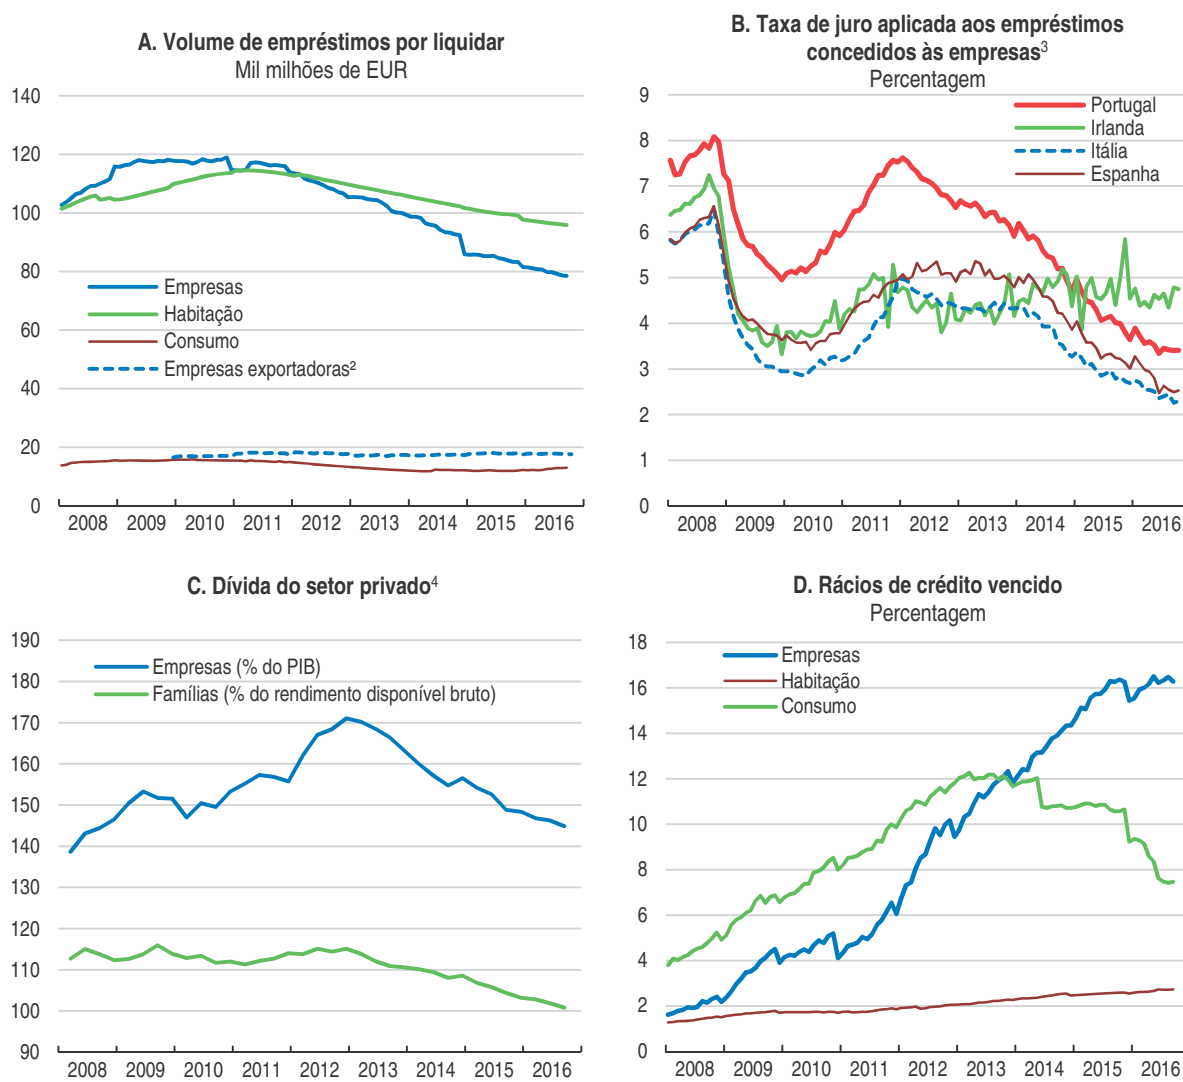 A. Volume de empréstimos por liquidar
Mil milhões de EUR
140
120
100
80
60
40
20
0
Empresas
Habitação
Consumo
Empresas exportadoras²
2008 2009 2010 2011 2012 2013 2014 2015 2016
B. Taxa de juro aplicada aos empréstimos
concedidos às empresas³
Percentagem
9
8
7
6
5
4
3
2
1
0
Portugal
Irlanda
Itália
Espanha
2008 2009 2010 2011 2012 2013 2014 2015 2016
C. Dívida do setor privado⁴
190
180
170
160
150
140
130
120
110
100
90
Empresas (% do PIB)
Famílias (% do rendimento disponível bruto)
2008 2009 2010 2011 2012 2013 2014 2015 2016
D. Rácios de crédito vencido
Percentagem
18
16
14
12
10
8
6
4
2
0
Empresas
Habitação
Consumo
2008 2009 2010 2011 2012 2013 2014 2015 2016